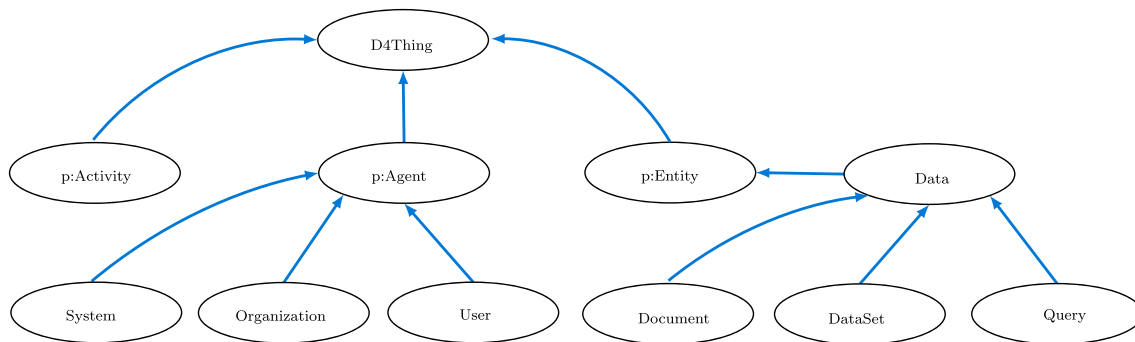 D4Thing
p:Activity
p:Agent
p:Entity
Data
System
Organization
User
Document
DataSet
Query